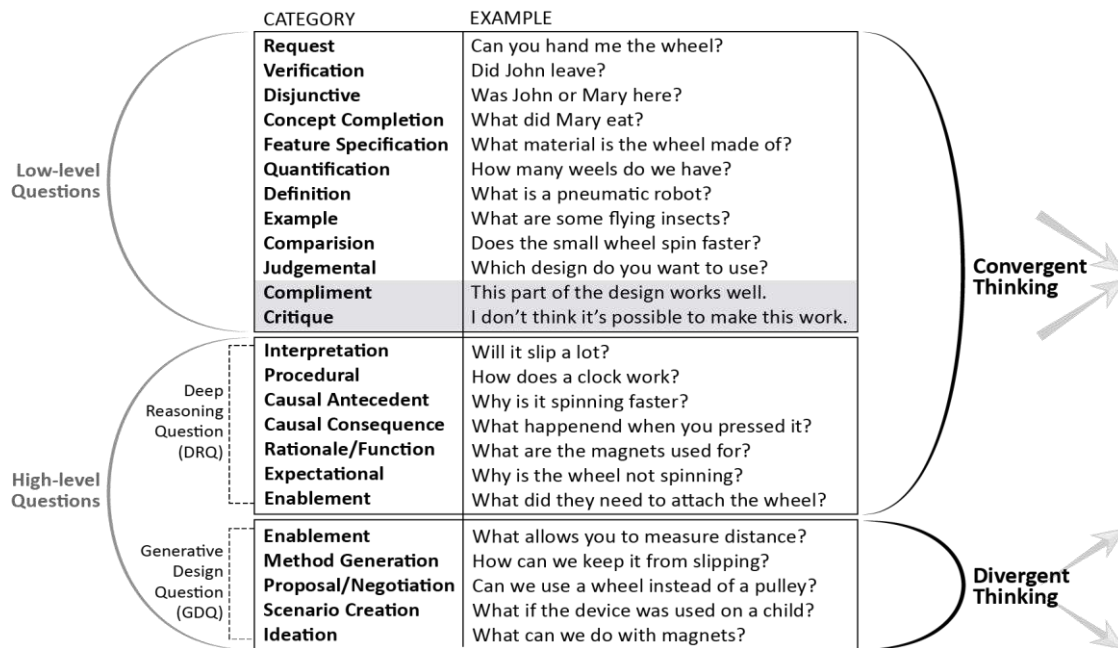 CATEGORY EXAMPLE
Request Can you hand me the wheel?
Verification Did John leave?
Disjunctive Was John or Mary here?
Concept Completion What did Mary eat?
Feature Specification What material is the wheel made of?
Quantification How many weels do we have?
Definition What is a pneumatic robot?
Example What are some flying insects?
Comparision Does the small wheel spin faster?
Judgemental Which design do you want to use?
Compliment This part of the design works well.
Critique I don't think it's possible to make this work.
Low-level
Questions
Interpretation Will it slip a lot?
Procedural How does a clock work?
Causal Antecedent Why is it spinning faster?
Causal Consequence What happenend when you pressed it?
Rationale/Function What are the magnets used for?
Expectational Why is the wheel not spinning?
Enablement What did they need to attach the wheel?
Deep
Reasoning
Question
(DRQ)
Convergent
Thinking
High-level
Questions
Enablement What allows you to measure distance?
Method Generation How can we keep it from slipping?
Proposal/Negotiation Can we use a wheel instead of a pulley?
Scenario Creation What if the device was used on a child?
Ideation What can we do with magnets?
Generative
Design
Question
(GDQ)
Divergent
Thinking